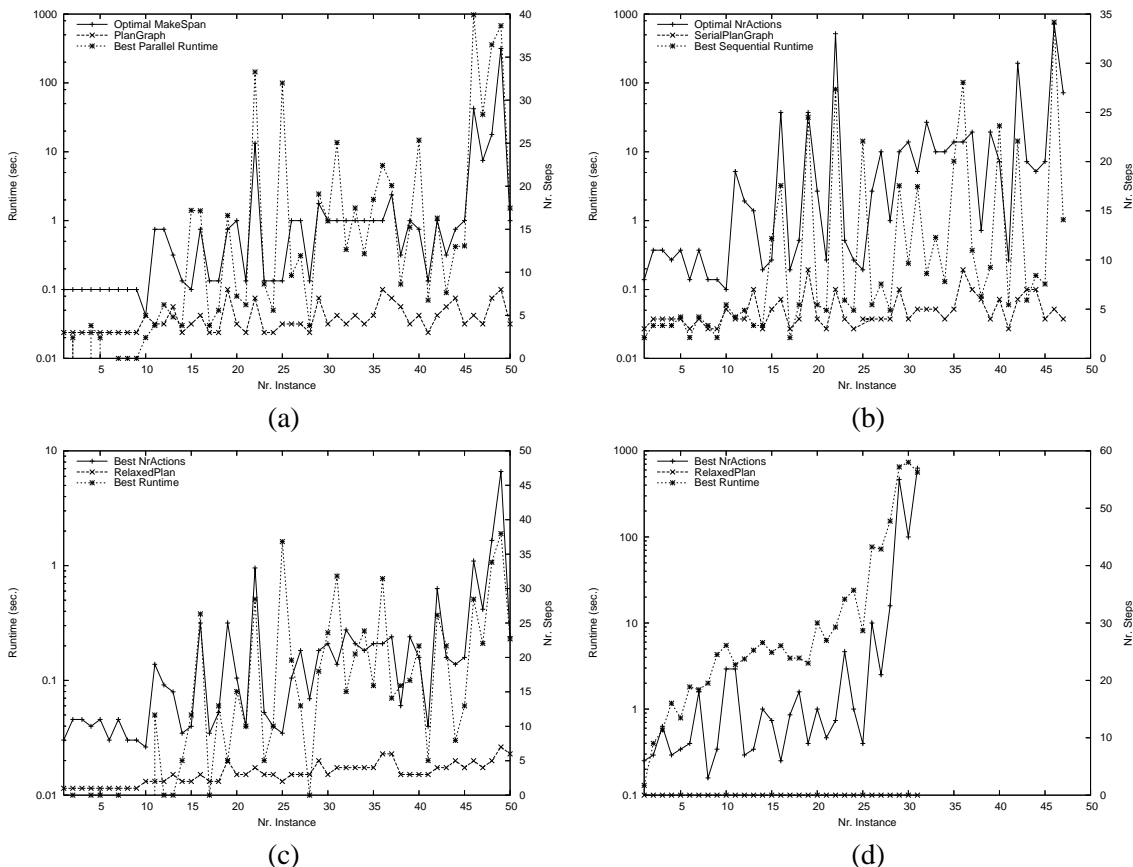 Optimal MakeSpan
PlanGraph
Best Parallel Runtime
1000
100
10
1
0.1
0.01
Runtime (sec.)
40
35
30
25
20
15
10
5
0
Nr. Steps
5 10 15 20 25 30 35 40 45 50
Nr. Instance
(a)
Optimal NrActions
SerialPlanGraph
Best Sequential Runtime
1000
100
10
1
0.1
0.01
Runtime (sec.)
35
30
25
20
15
10
5
0
Nr. Steps
5 10 15 20 25 30 35 40 45 50
Nr. Instance
(b)
Best NrActions
RelaxedPlan
Best Runtime
10
1
0.1
0.01
Runtime (sec.)
50
45
40
35
30
25
20
15
10
5
0
Nr. Steps
5 10 15 20 25 30 35 40 45 50
Nr. Instance
(c)
Best NrActions
RelaxedPlan
Best Runtime
1000
100
10
1
0.1
Runtime (sec.)
60
50
40
30
20
10
0
Nr. Steps
5 10 15 20 25 30 35 40 45 50
Nr. Instance
(d)